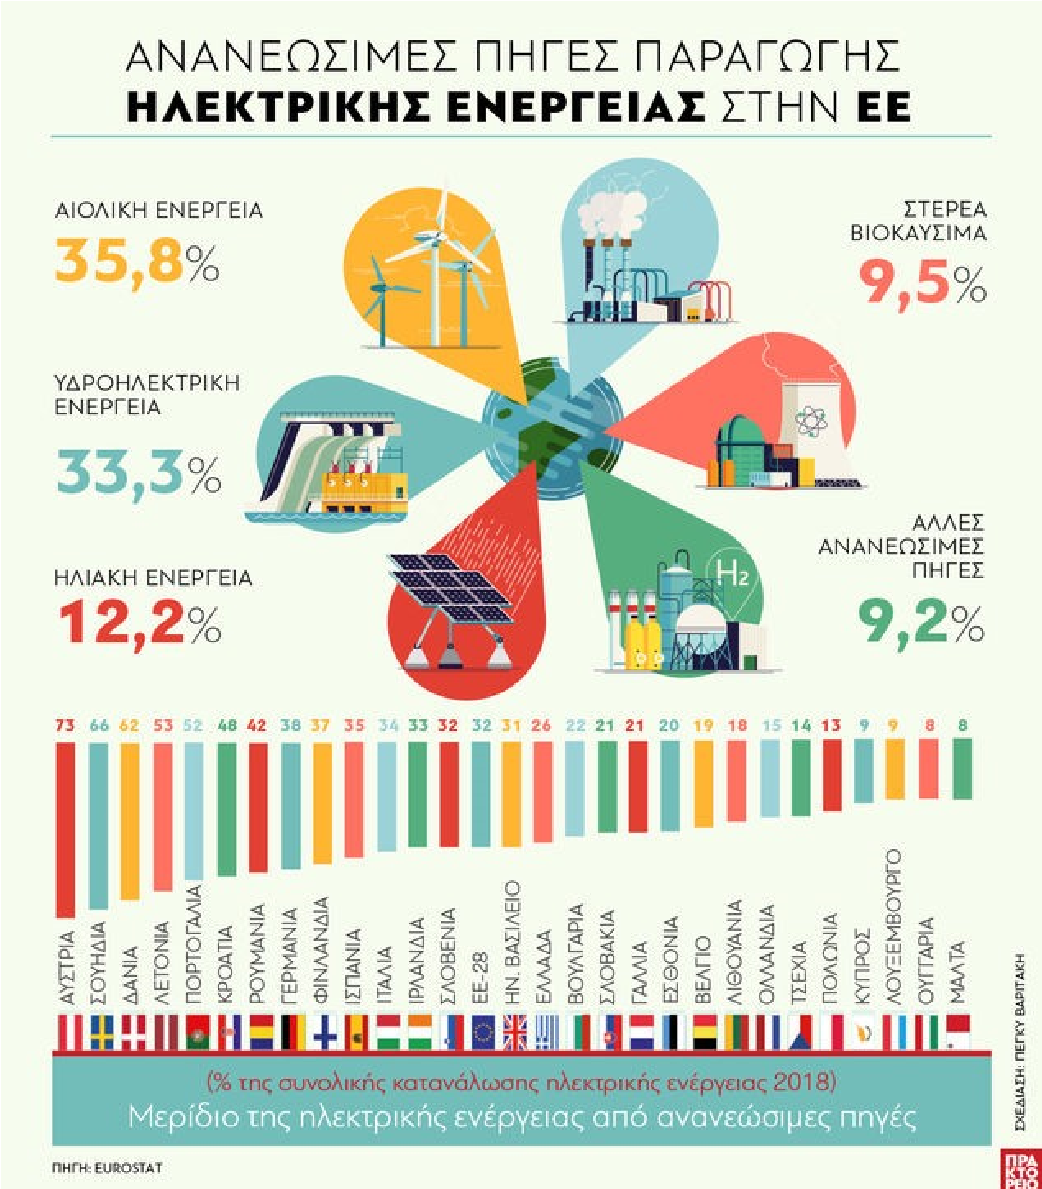 ΑΝΑΝΕΩΣΙΜΕΣ ΠΗΓΕΣ ΠΑΡΑΓΩΓΗΣ
ΗΛΕΚΤΡΙΚΗΣ ΕΝΕΡΓΕΙΑΣ ΣΤΗΝ ΕΕ
ΑΙΟΛΙΚΗ ΕΝΕΡΓΕΙΑ
35,8%
ΥΔΡΟΗΛΕΚΤΡΙΚΗ
ΕΝΕΡΓΕΙΑ
33,3%
ΗΛΙΑΚΗ ΕΝΕΡΓΕΙΑ
12,2%
ΣΤΕΡΕΑ
ΒΙΟΚΑΥΣΙΜΑ
9,5%
ΑΛΛΕΣ
ΑΝΑΝΕΩΣΙΜΕΣ
ΠΗΓΕΣ
9,2%
H2
73 66 62 53 52 48 42 38 37 35 34 33 32 32 31 26 22 21 21 20 19 18 15 14 13 9 9 8 8
ΑΥΣΤΡΙΑ
ΣΟΥΗΔΙΑ
ΔΑΝΙΑ
ΛΕΤΟΝΙΑ
ΠΟΡΤΟΓΑΛΙΑ
ΚΡΟΑΤΙΑ
ΡΟΥΜΑΝΙΑ
ΓΕΡΜΑΝΙΑ
ΦΙΝΛΑΝΔΙΑ
ΙΣΠΑΝΙΑ
ΙΤΑΛΙΑ
ΙΡΛΑΝΔΙΑ
ΣΛΟΒΕΝΙΑ
ΕΕ-28
ΗΝ. ΒΑΣΙΛΕΙΟ
ΕΛΛΑΔΑ
ΒΟΥΛΓΑΡΙΑ
ΣΛΟΒΑΚΙΑ
ΓΑΛΛΙΑ
ΕΣΘΟΝΙΑ
ΒΕΛΓΙΟ
ΛΙΘΟΥΑΝΙΑ
ΟΛΛΑΝΔΙΑ
ΤΣΕΧΙΑ
ΠΟΛΩΝΙΑ
ΚΥΠΡΟΣ
ΛΟΥΞΕΜΒΟΥΡΓΟ
ΟΥΓΓΑΡΙΑ
ΜΑΛΤΑ
(% της συνολικής κατανάλωσης ηλεκτρικής ενέργειας 2018)
Μερίδιο της ηλεκτρικής ενέργειας από ανανεώσιμες πηγές
ΠΗΓΗ: EUROSTAT
ΣΧΕΔΙΑΣΗ: ΠΕΓΚΥ ΒΑΡΙΤΑΚΗ
ΠΡΑ
ΚΤΟ
ΡΕΙΟ